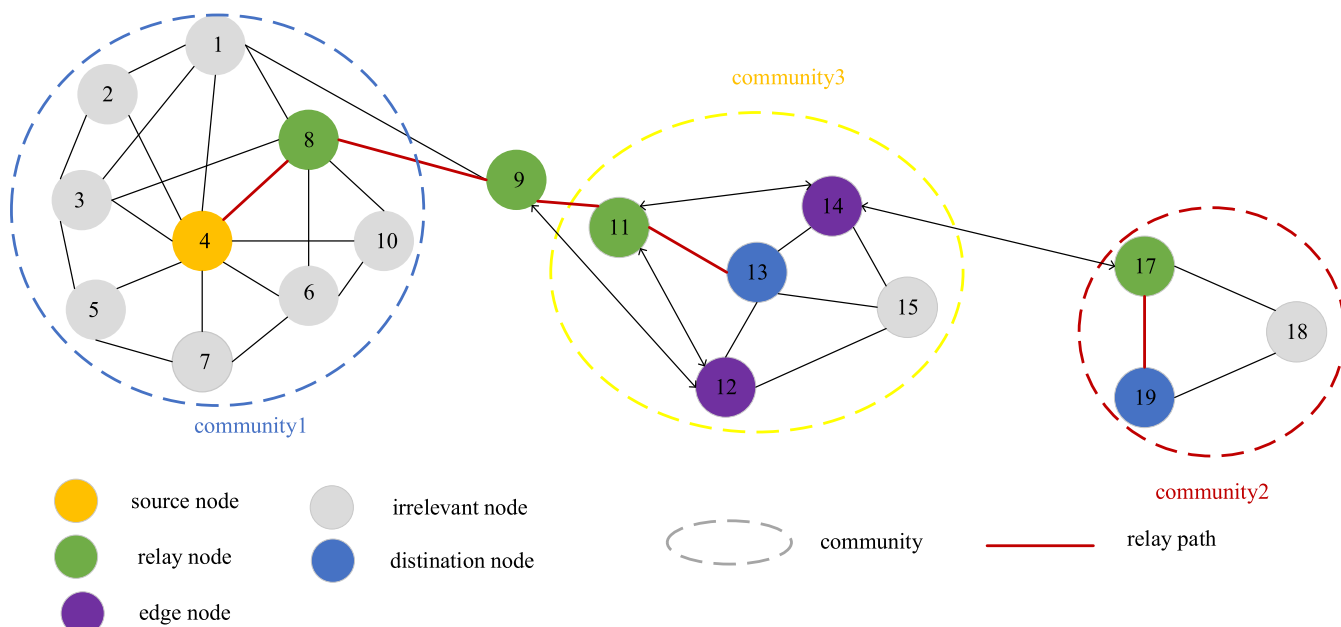 1
community3
2
8
9
3
14
11
4
10
13
17
6
5
15
18
7
12
19
community1
source node
irrelevant node
community2
relay node
distination node
community
relay path
edge node